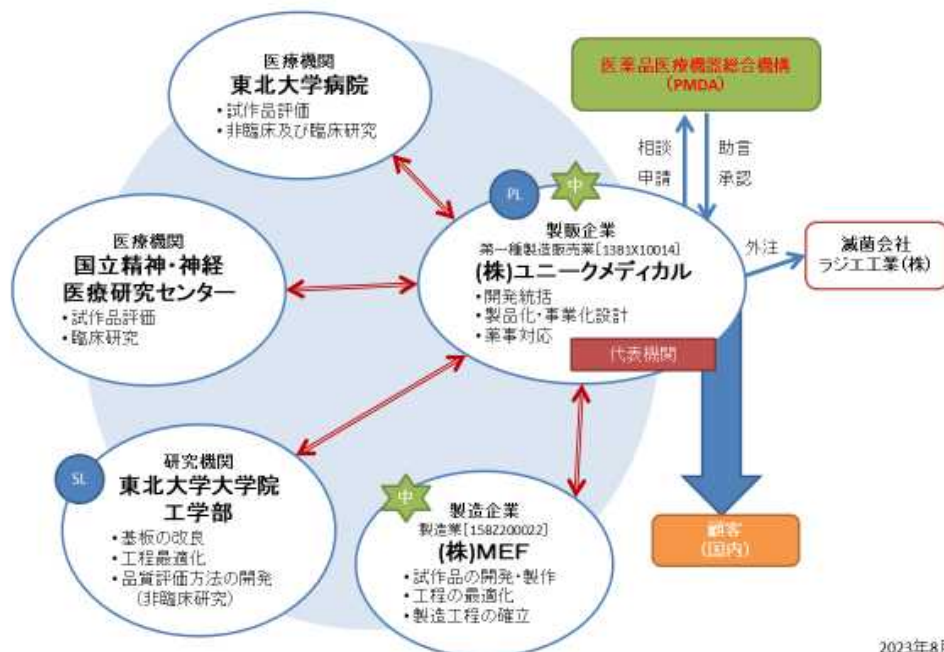 医療機関
東北大学病院
• 試作品評価
• 非臨床及び臨床研究
医薬品医療機器総合機構
(PMDA)
相談
申請
助言
承認
PL
中
製販企業
第一種製造販売業[13B1X10014]
(株)ユニークメディカル
• 開発統括
• 製品化・事業化設計
• 薬事対応
代表機関
外注
滅菌会社
ラジエ工業(株)
医療機関
国立精神・神経
医療研究センター
• 試作品評価
• 臨床研究
SL
研究機関
東北大学大学院
工学部
• 基板の改良
• 工程最適化
• 品質評価方法の開発
(非臨床研究)
中
製造企業
製造業[15BZ200022]
(株)MEF
• 試作品の開発・製作
• 工程の最適化
• 製造工程の確立
顧客
(国内)
2023年8月